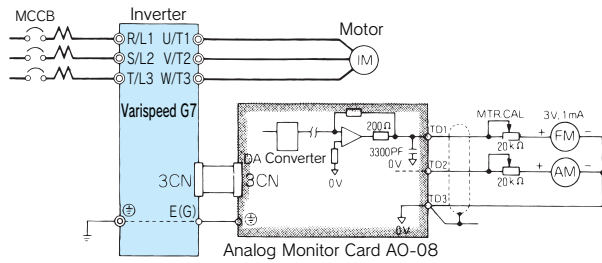 MCCB
Inverter
Motor
R/L1 U/T1
S/L2 V/T2
T/L3 W/T3
IM
Varispeed G7
DA Converter
200Ω
3300PF
0V
0V
TD1
TD2
TD3
0V
MTR CAL
20kΩ
20kΩ
3V, 1mA
+ FM -
+ AM -
3CN
3CN
E(G)
Analog Monitor Card AO-08